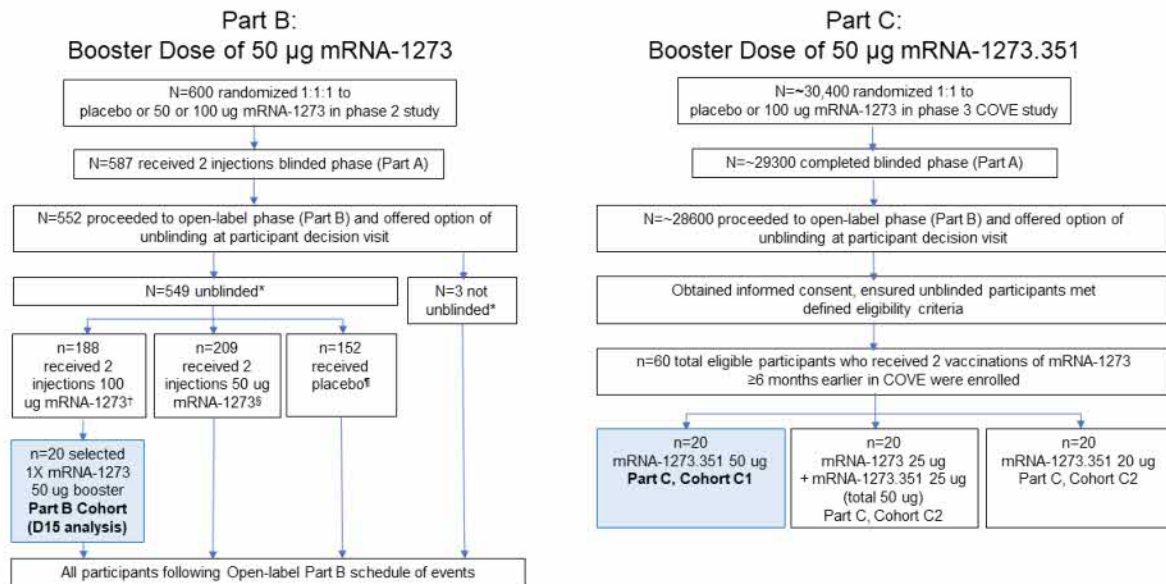 Part B:
Booster Dose of 50 µg mRNA-1273
N=600 randomized 1:1:1 to
placebo or 50 or 100 ug mRNA-1273 in phase 2 study
N=587 received 2 injections blinded phase (Part A)
N=552 proceeded to open-label phase (Part B) and offered option of
unblinding at participant decision visit
N=549 unblinded*
N=3 not
unblinded*
n=188
received 2
injections 100
ug mRNA-1273†
n=209
received 2
injections 50 ug
mRNA-1273§
n=152
received
placebo¶
n=20 selected
1X mRNA-1273
50 ug booster
Part B Cohort
(D15 analysis)
All participants following Open-label Part B schedule of events
Part C:
Booster Dose of 50 µg mRNA-1273.351
N=~30,400 randomized 1:1 to
placebo or 100 ug mRNA-1273 in phase 3 COVE study
N=~29300 completed blinded phase (Part A)
N=~28600 proceeded to open-label phase (Part B) and offered option of
unblinding at participant decision visit
Obtained informed consent, ensured unblinded participants met
defined eligibility criteria
n=60 total eligible participants who received 2 vaccinations of mRNA-1273
≥6 months earlier in COVE were enrolled
n=20
mRNA-1273.351 50 ug
Part C, Cohort C1
n=20
mRNA-1273 25 ug
+ mRNA-1273.351 25 ug
(total 50 ug)
Part C, Cohort C2
n=20
mRNA-1273.351 20 ug
Part C, Cohort C2